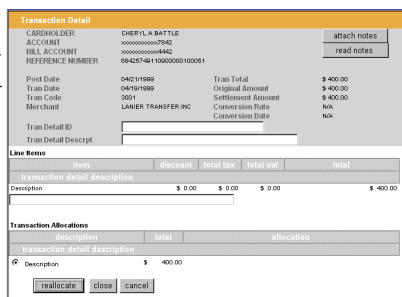 Transaction Detail
CARDHOLDER CHERYL A BATTLE
ACCOUNT xxxxxxxxxxxx7842
BILL ACCOUNT xxxxxxxxxxxx4442
REFERENCE NUMBER
attach notes
read notes
Post Date 04/21/1999 Tran Total $ 400.00
Tran Date 04/19/1999 Original Amount $ 400.00
Tran Code 3001 Settlement Amount $ 400.00
Merchant LANIER TRANSFER INC Conversion Rate N/A
Conversion Date N/A
Tran Detail ID
Tran Detail Descrpt
Line Items
item discount total tax total vat total
transaction detail description
Description $ 0.00 $ 0.00 $ 0.00 $ 400.00
Transaction Allocations
description total allocation
transaction detail description
Description $ 400.00
reallocate close cancel